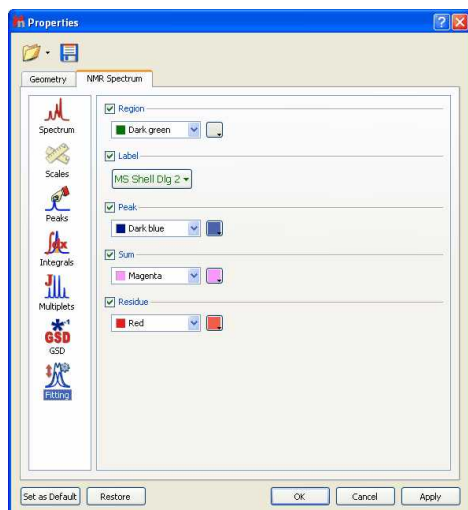 Properties
Geometry NMR Spectrum
Spectrum
Scales
Peaks
Integrals
Multiplets
GSD
GSD
Fitting
Region
Dark green
Label
MS Shell Dlg 2
Peak
Dark blue
Sum
Magenta
Residue
Red
Set as Default Restore OK Cancel Apply